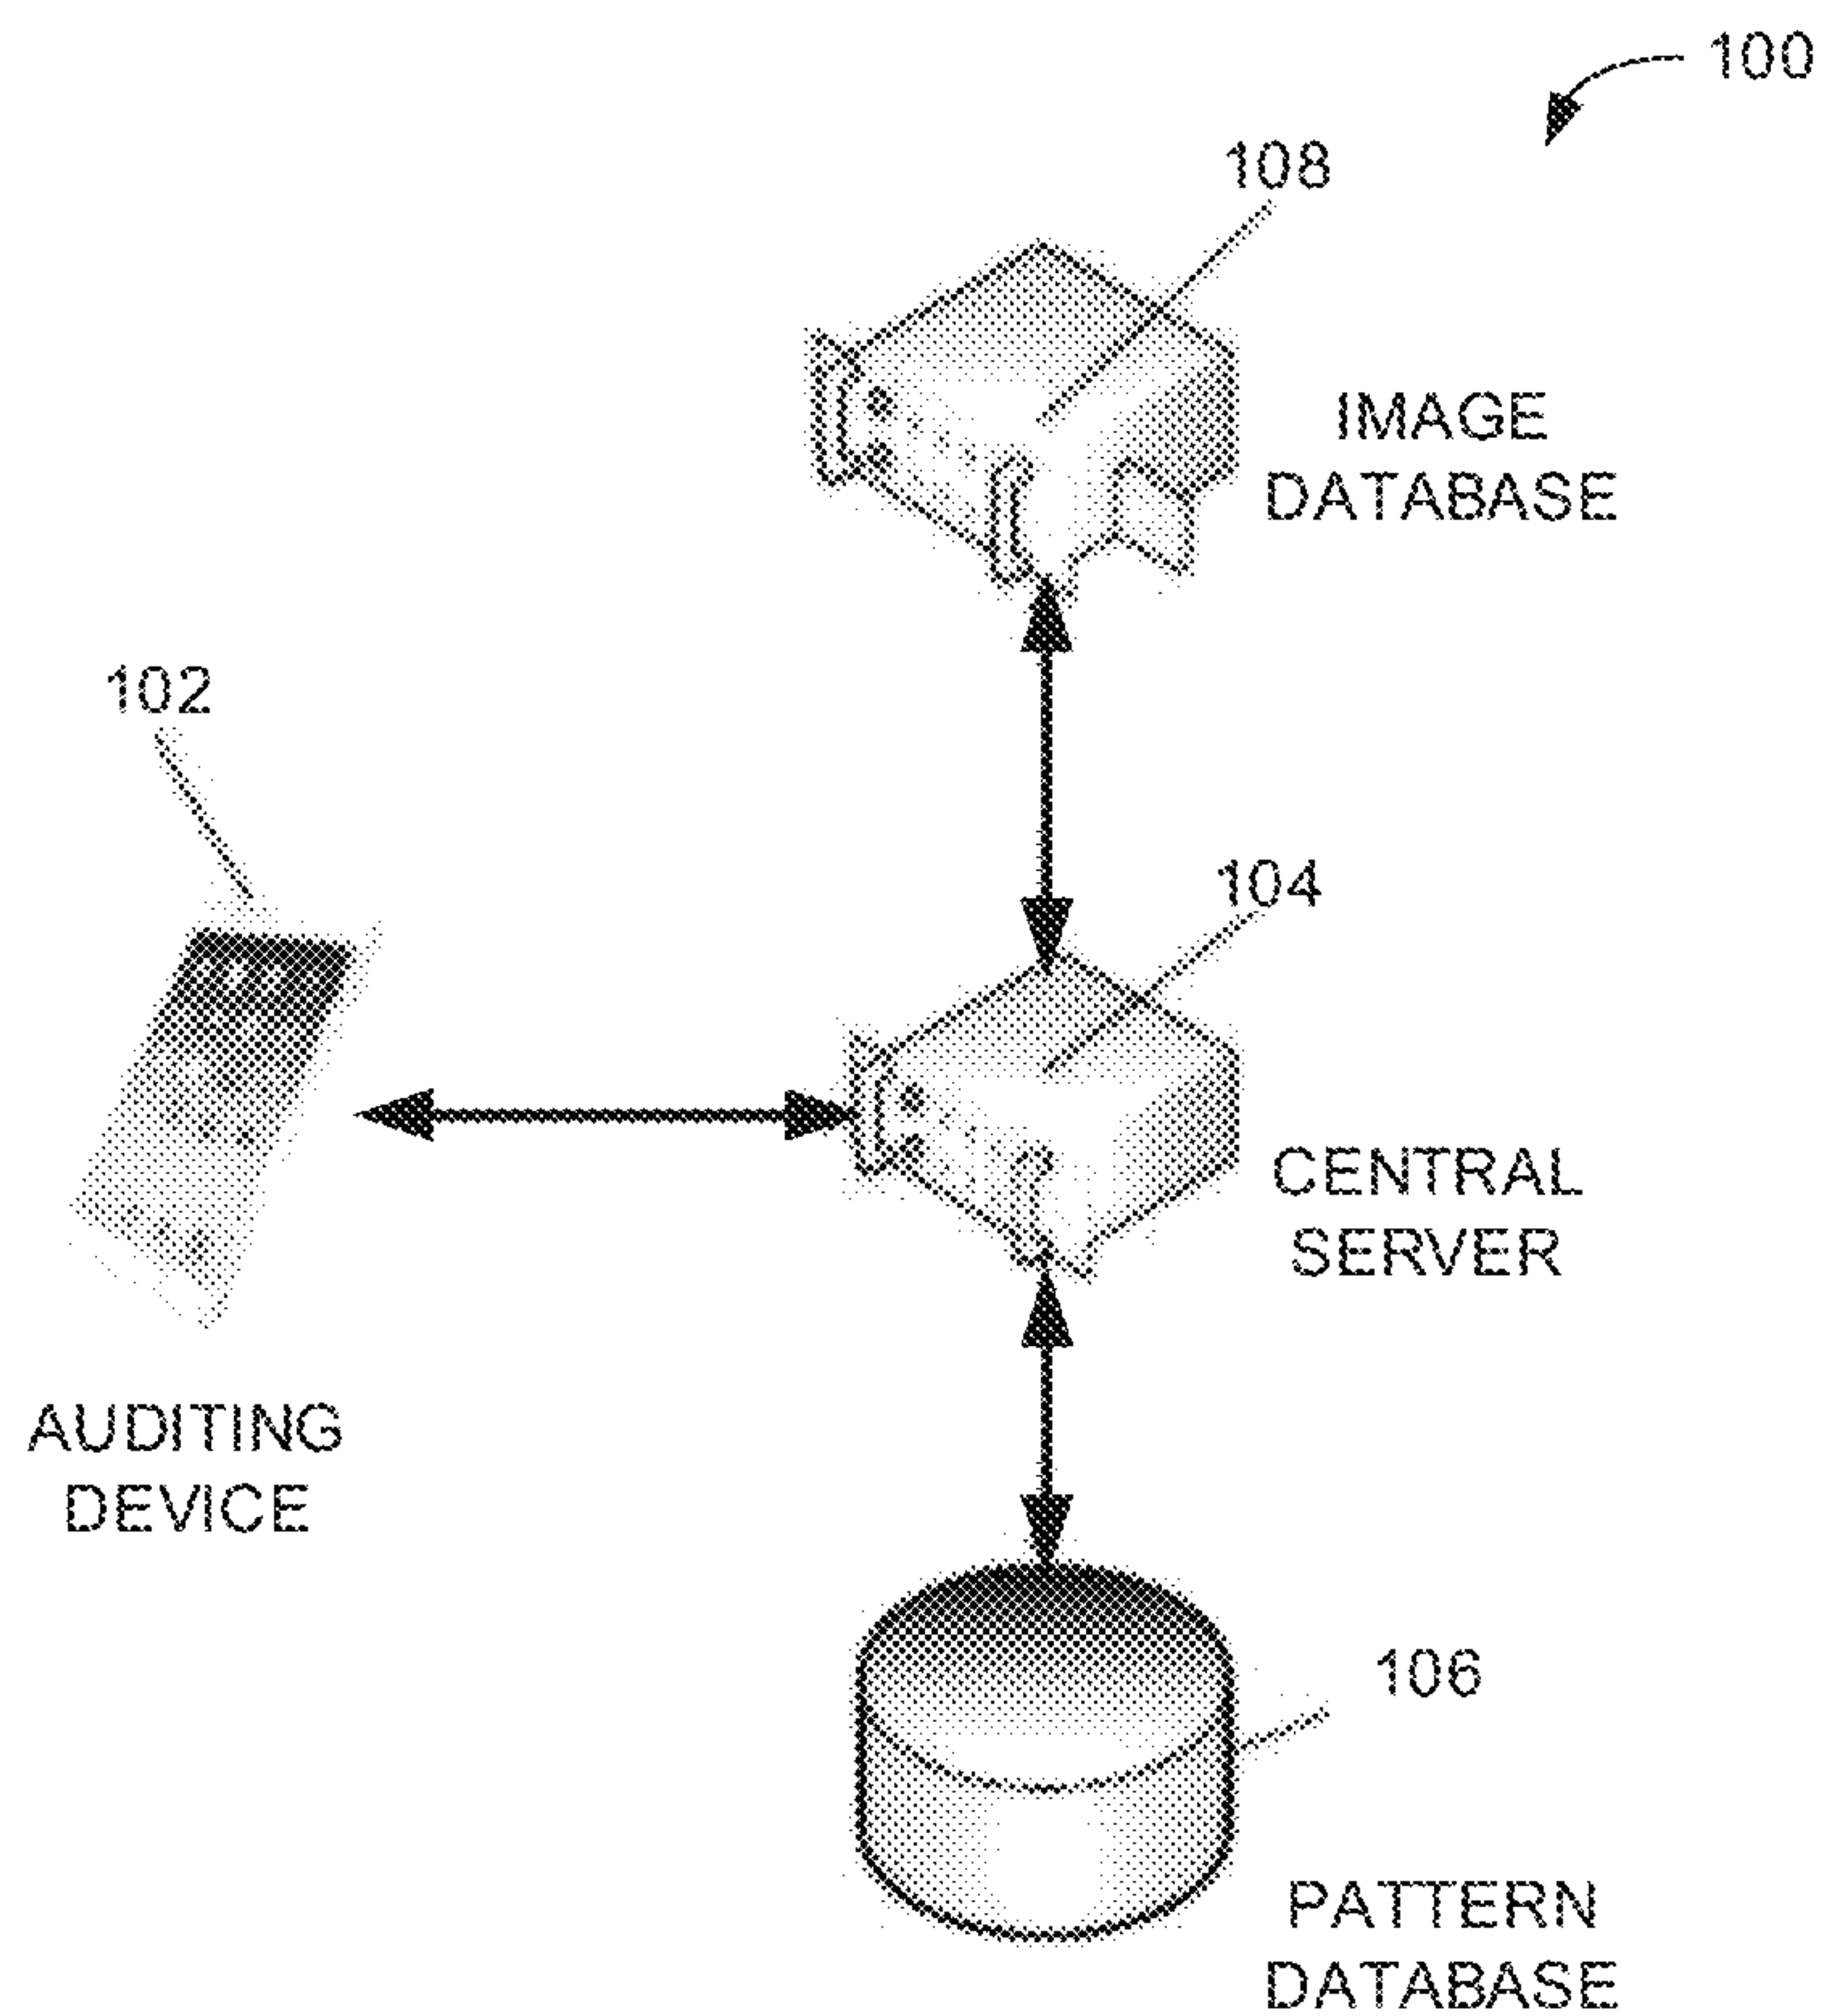 100
108
IMAGE
DATABASE
102
104
CENTRAL
SERVER
AUDITING
DEVICE
106
PATTERN
DATABASE